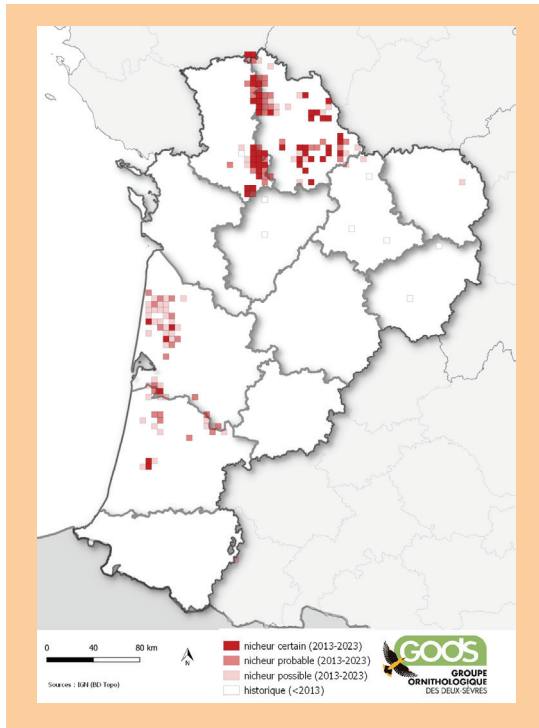 0 40 80 km
N
Sources : IGN (BD Topo)
nicheur certain (2013-2023)
nicheur probable (2013-2023)
nicheur possible (2013-2023)
historique (<2013)
GODS
GROUPE
ORNITHOLOGIQUE
DES DEUX-SÈVRES